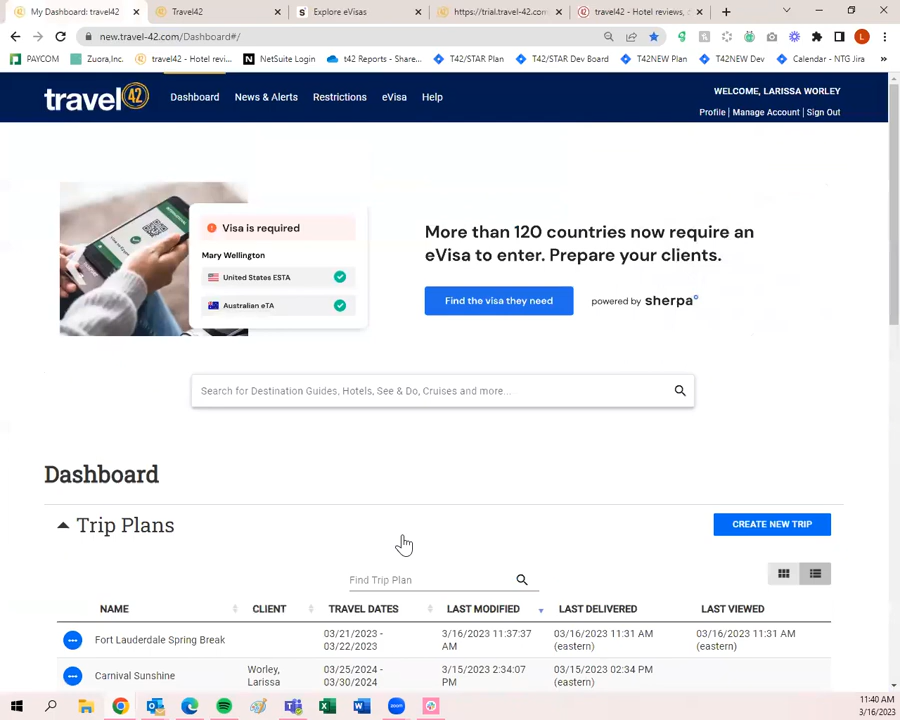 My Dashboard: travel42
Travel42
Explore eVisas
https://trial.travel-42.com
travel42 - Hotel reviews, c
new.travel-42.com/Dashboard#/
L
PAYCOM
Zuora,Inc.
travel42 - Hotel revi...
NetSuite Login
t42 Reports - Share...
T42/STAR Plan
T42/STAR Dev Board
T42NEW Plan
T42NEW Dev
Calendar - NTG Jira
»
travel 42
Dashboard
News & Alerts
Restrictions
eVisa
Help
WELCOME, LARISSA WORLEY
Profile | Manage Account | Sign Out
Visa is required
Mary Wellington
United States ESTA
Australian eTA
More than 120 countries now require an
eVisa to enter. Prepare your clients.
Find the visa they need
powered by sherpa°
Search for Destination Guides, Hotels, See & Do, Cruises and more...
Dashboard
Trip Plans
CREATE NEW TRIP
Find Trip Plan
NAME
CLIENT
TRAVEL DATES
LAST MODIFIED
LAST DELIVERED
LAST VIEWED
Fort Lauderdale Spring Break
03/21/2023 -
03/22/2023
3/16/2023 11:37:37
AM
03/16/2023 11:31 AM
(eastern)
03/16/2023 11:31 AM
(eastern)
Carnival Sunshine
Worley,
Larissa
03/25/2024 -
03/30/2024
3/15/2023 2:34:07
PM
03/15/2023 02:34 PM
(eastern)
zoom
11:40 AM
3/16/2023